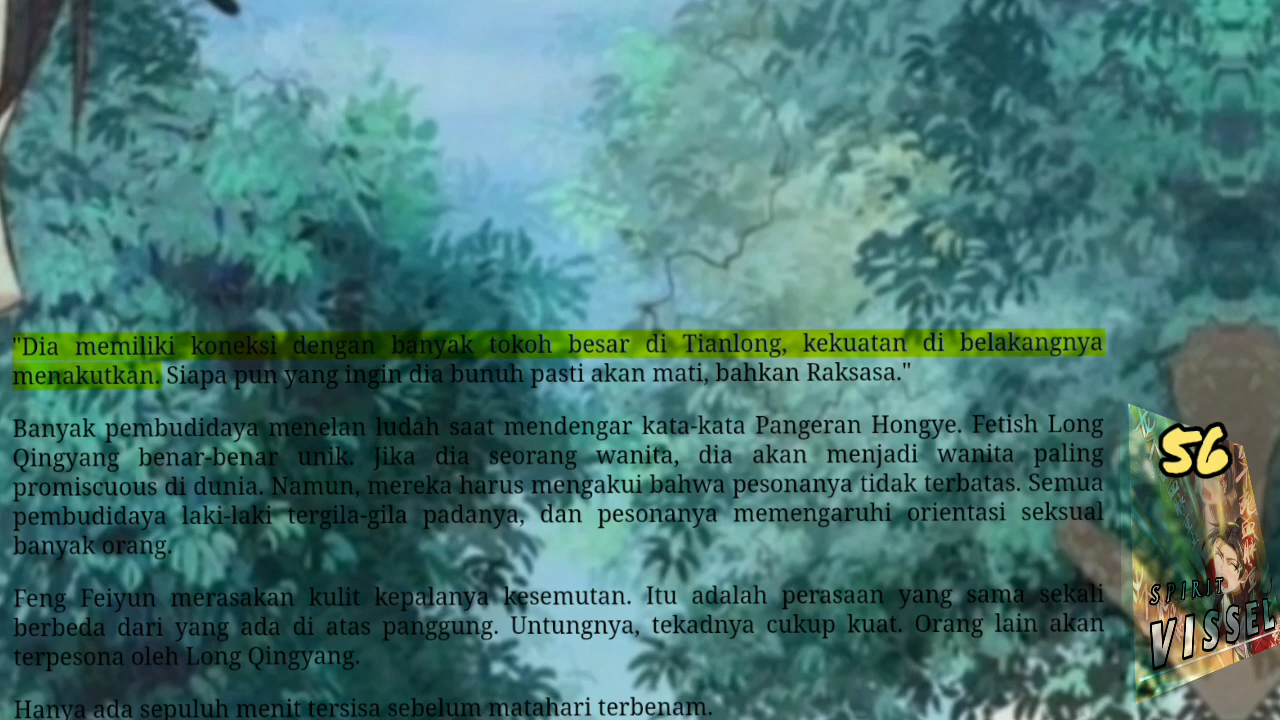 "Dia memiliki koneksi dengan banyak tokoh besar di Tianlong, kekuatan di belakangnya
menakutkan. Siapa pun yang ingin dia bunuh pasti akan mati, bahkan Raksasa."
Banyak pembudidaya menelan ludah saat mendengar kata-kata Pangeran Hongye. Fetish Long
Qingyang benar-benar unik. Jika dia seorang wanita, dia akan menjadi wanita paling
promiscuous di dunia. Namun, mereka harus mengakui bahwa pesonanya tidak terbatas. Semua
pembudidaya laki-laki tergila-gila padanya, dan pesonanya memengaruhi orientasi seksual
banyak orang.
Feng Feiyun merasakan kulit kepalanya kesemutan. Itu adalah perasaan yang sama sekali
berbeda dari yang ada di atas panggung. Untungnya, tekadnya cukup kuat. Orang lain akan
terpesona oleh Long Qingyang.
Hanya ada sepuluh menit tersisa sebelum matahari terbenam.
56
SPIRIT
VISSEL